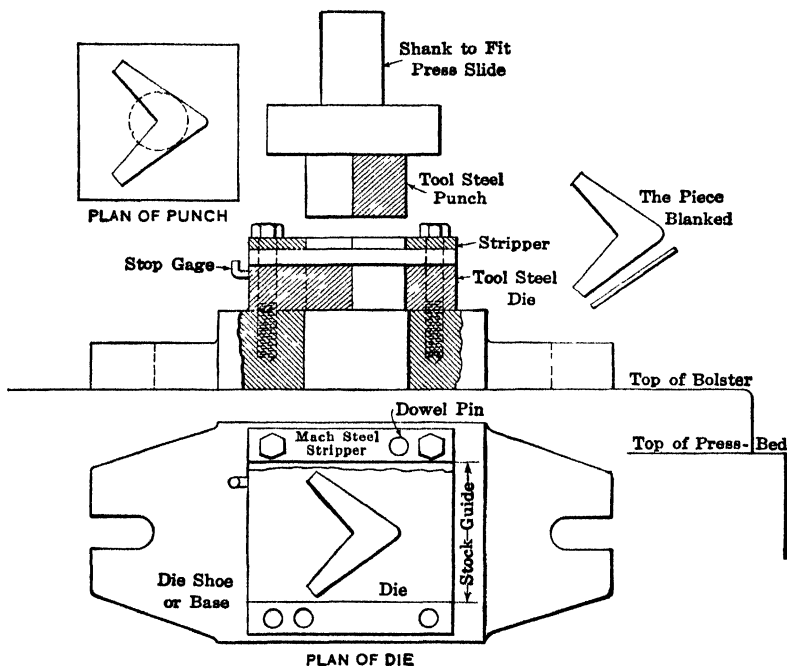 Shank to Fit
Press Slide
Tool Steel
Punch
PLAN OF PUNCH
The Piece
Blanked
Stripper
Stop Gage
Tool Steel
Die
Top of Bolster
Dowel Pin
Mach Steel
Stripper
Top of Press-Bed
Stock Guide
Die Shoe
or Base
Die
PLAN OF DIE